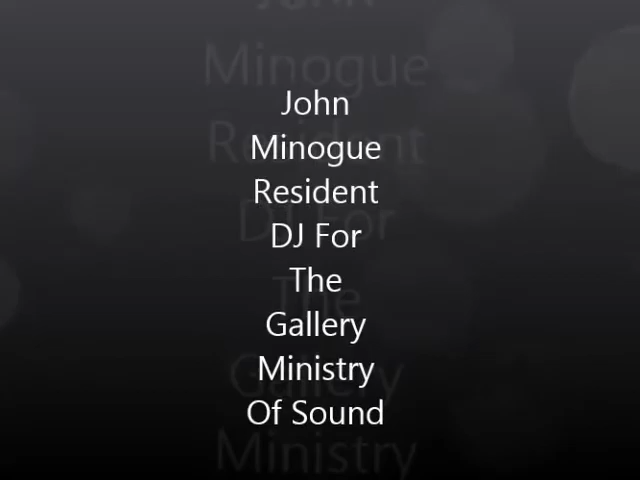 John
Minogue
Resident
DJ For
The
Gallery
Ministry
Of Sound